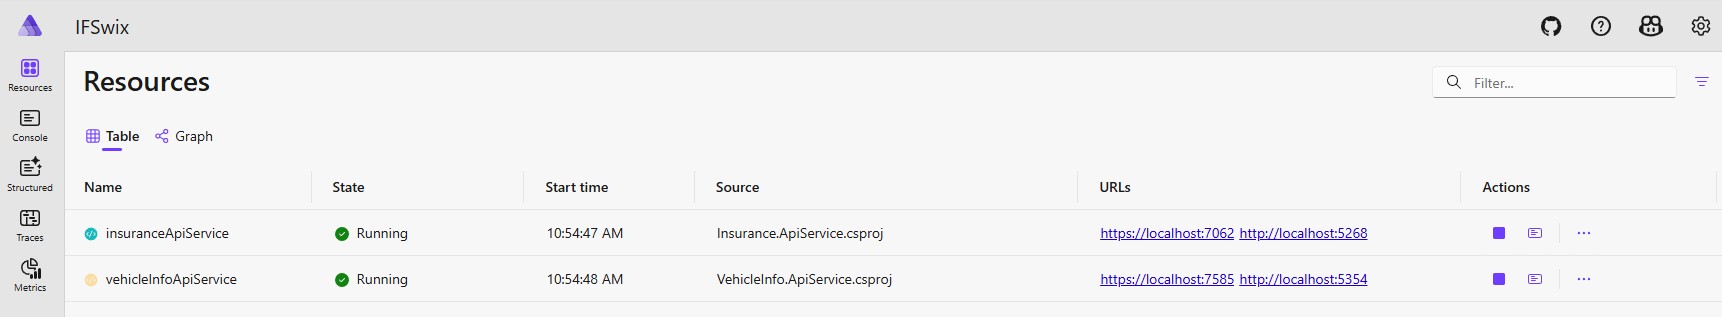 IFSwix
Resources
Console
Structured
Traces
Metrics
Resources
Filter...
Table Graph
Name State Start time Source URLs Actions
insuranceApiService Running 10:54:47 AM Insurance.ApiService.csproj https://localhost:7062 http://localhost:5268
vehicleInfoApiService Running 10:54:48 AM VehicleInfo.ApiService.csproj https://localhost:7585 http://localhost:5354